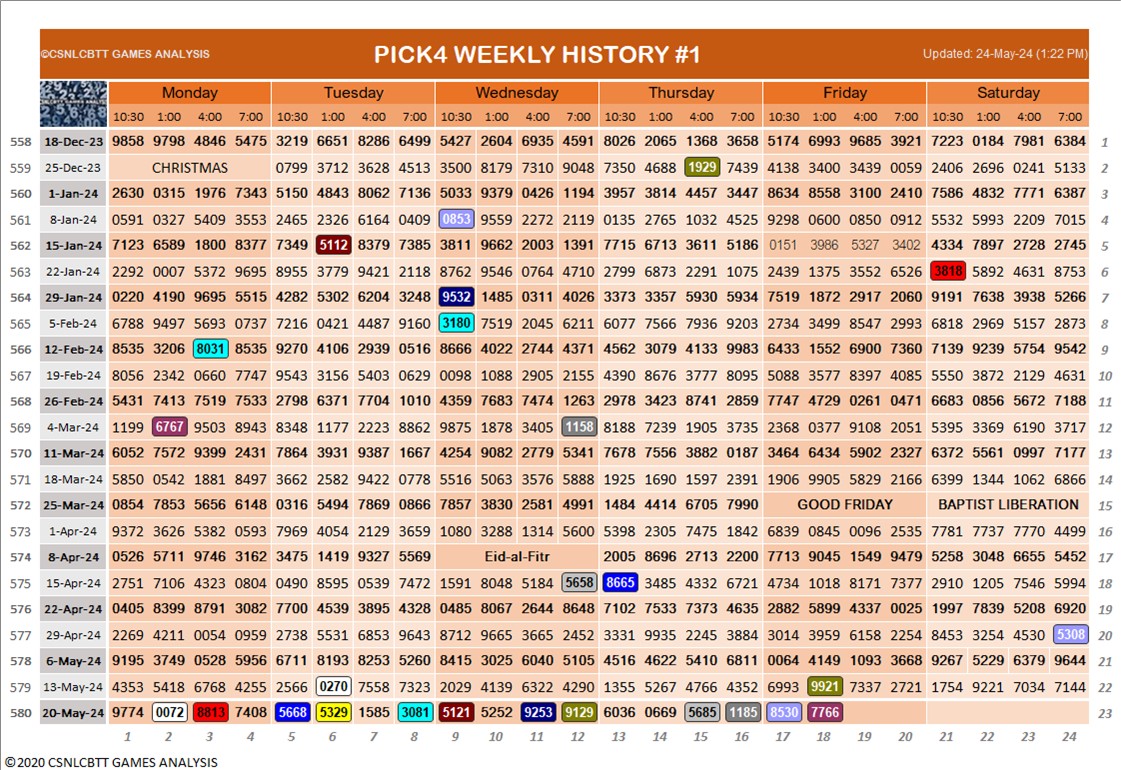 ©CSNLCBTT GAMES ANALYSIS PICK4 WEEKLY HISTORY #1 Updated: 24-May-24 (1:22 PM)
Monday Tuesday Wednesday Thursday Friday Saturday
10:30 1:00 4:00 7:00 10:30 1:00 4:00 7:00 10:30 1:00 4:00 7:00 10:30 1:00 4:00 7:00 10:30 1:00 4:00 7:00 10:30 1:00 4:00 7:00
558 18-Dec-23 9858 9798 4846 5475 3219 6651 8286 6499 5427 2604 6935 4591 8026 2065 1368 3658 5174 6993 9685 3921 7223 0184 7981 6384 1
559 25-Dec-23 CHRISTMAS 0799 3712 3628 4513 3500 8179 7310 9048 7350 4688 1929 7439 4138 3400 3439 0059 2406 2696 0241 5133 2
560 1-Jan-24 2630 0315 1976 7343 5150 4843 8062 7136 5033 9379 0426 1194 3957 3814 4457 3447 8634 8558 3100 2410 7586 4832 7771 6387 3
561 8-Jan-24 0591 0327 5409 3553 2465 2326 6164 0409 0853 9559 2272 2119 0135 2765 1032 4525 9298 0600 0850 0912 5532 5993 2209 7015 4
562 15-Jan-24 7123 6589 1800 8377 7349 5112 8379 7385 3811 9662 2003 1391 7715 6713 3611 5186 0151 3986 5327 3402 4334 7897 2728 2745 5
563 22-Jan-24 2292 0007 5372 9695 8955 3779 9421 2118 8762 9546 0764 4710 2799 6873 2291 1075 2439 1375 3552 6526 3818 5892 4631 8753 6
564 29-Jan-24 0220 4190 9695 5515 4282 5302 6204 3248 9532 1485 0311 4026 3373 3357 5930 5934 7519 1872 2917 2060 9191 7638 3938 5266 7
565 5-Feb-24 6788 9497 5693 0737 7216 0421 4487 9160 3180 7519 2045 6211 6077 7566 7936 9203 2734 3499 8547 2993 6818 2969 5157 2873 8
566 12-Feb-24 8535 3206 8031 8535 9270 4106 2939 0516 8666 4022 2744 4371 4562 4079 4133 9983 6433 1552 6900 7360 7139 9239 5754 9542 9
567 19-Feb-24 8056 2342 0660 7747 9543 3156 5403 0629 0098 1088 2905 2155 4390 8676 3777 8095 5088 3577 8397 4085 5550 3872 2129 4631 10
568 26-Feb-24 5431 7413 7519 7533 2798 6371 7704 1010 4359 7683 7474 1263 2978 3423 8741 2859 7747 4729 0261 0471 6683 0856 5672 7188 11
569 4-Mar-24 1199 6767 9503 8943 8348 1177 2223 8862 9875 1878 3405 1158 8188 7239 1905 3735 2368 0377 9108 2051 5395 3369 6190 3717 12
570 11-Mar-24 6052 7572 9399 2431 7864 3931 9387 1667 4254 9082 2779 5341 7678 7556 3882 0187 3464 6434 5902 2327 6372 5561 0997 7177 13
571 18-Mar-24 5850 0542 1881 8497 3662 2582 9422 0778 5516 5063 3576 5888 1925 1690 1597 2391 1906 9905 5829 2166 6399 1344 1062 6866 14
572 25-Mar-24 0854 7853 5656 6148 0316 5494 7869 0866 7857 3830 2581 4991 1484 4414 6705 7990 GOOD FRIDAY BAPTIST LIBERATION 15
573 1-Apr-24 9372 3626 5382 0593 7969 4054 2129 3659 1080 3288 1314 5600 5398 2305 7475 1842 6839 0845 0096 2535 7781 7737 7770 4499 16
574 8-Apr-24 0526 5711 9746 3162 3475 1419 9327 5569 Eid-al-Fitr 2005 8696 2713 2200 7713 9045 1549 9479 5258 3048 6655 5452 17
575 15-Apr-24 2751 7106 4323 0804 0490 8595 0539 7472 1591 8048 5184 5658 8665 3485 4332 6721 4734 1018 8171 7377 2910 1205 7546 5994 18
576 22-Apr-24 0405 8399 8791 3082 7700 4539 3895 4328 0485 8067 2644 8648 7102 7533 7373 4635 2882 5899 4337 0025 1997 7839 5208 6920 19
577 29-Apr-24 2269 4211 0054 0959 2738 5531 6853 9643 8712 9665 3665 2452 3331 9935 2245 3884 3014 3959 6158 2254 8453 3254 4530 5308 20
578 6-May-24 9195 3749 0528 5956 6711 8193 8253 5260 8415 3025 6040 5105 4516 4622 5410 6811 0064 4149 1093 3668 9267 5229 6379 9644 21
579 13-May-24 4353 5418 6768 4255 2566 0270 7558 7323 2029 4139 6322 4290 1355 5267 4766 4352 6993 9921 7337 2721 1754 9221 7034 7144 22
580 20-May-24 9774 0072 8813 7408 5668 5329 1585 3081 5121 5252 9253 9129 6036 0669 5685 1185 8530 7766 23
1 2 3 4 5 6 7 8 9 10 11 12 13 14 15 16 17 18 19 20 21 22 23 24
©2020 CSNLCBTT GAMES ANALYSIS